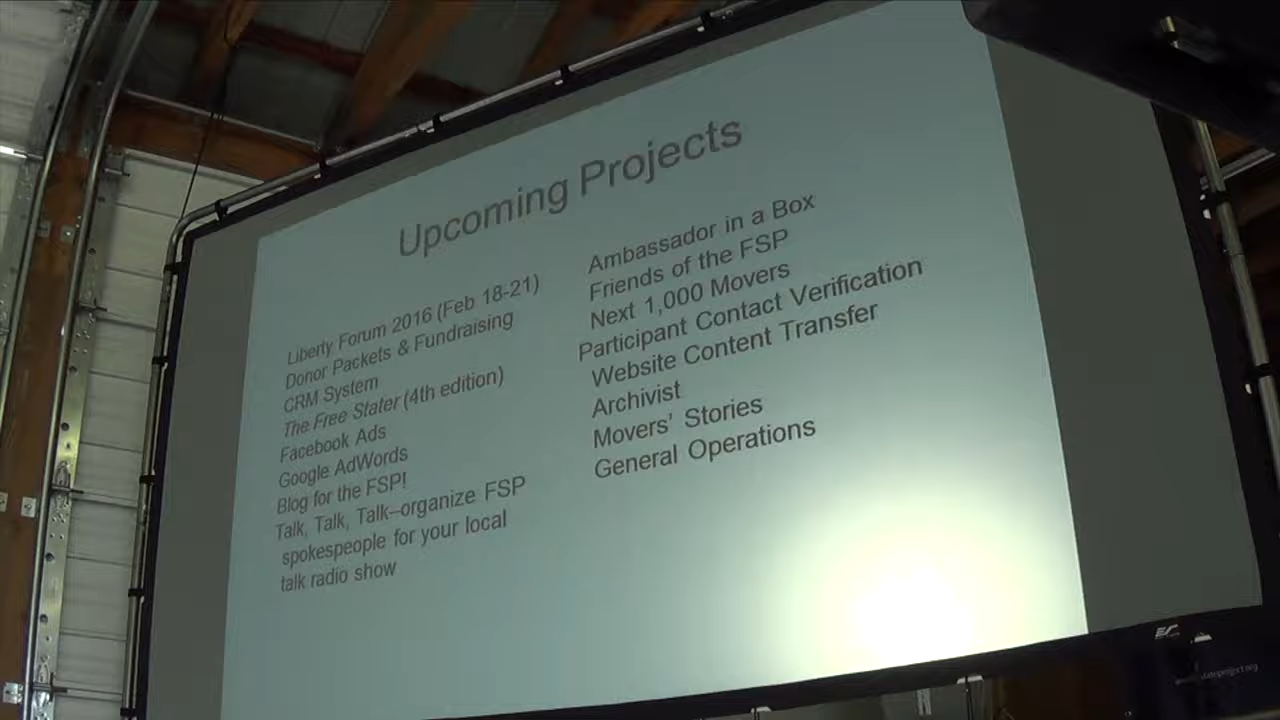 Upcoming Projects
Liberty Forum 2016 (Feb 18-21)
Donor Packets & Fundraising
CRM System
The Free Stater (4th edition)
Facebook Ads
Google AdWords
Blog for the FSP!
Talk, Talk, Talk–organize FSP
spokespeople for your local
talk radio show
Ambassador in a Box
Friends of the FSP
Next 1,000 Movers
Participant Contact Verification
Website Content Transfer
Archivist
Movers' Stories
General Operations
ES